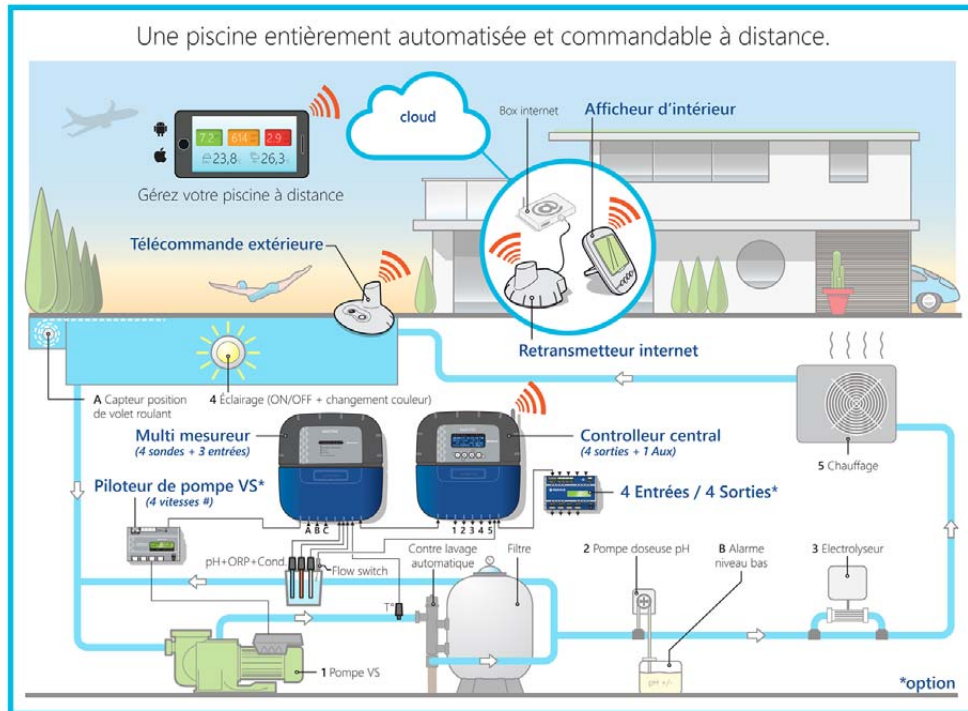 Une piscine entièrement automatisée et commandable à distance.
7.2
614
2.9
23,8
26,3
Gérez votre piscine à distance
cloud
Box internet
Afficheur d'intérieur
@
Télécommande extérieure
Retransmetteur internet
A Capteur position
de volet roulant
4 Éclairage (ON/OFF + changement couleur)
Multi mesureur
(4 sondes + 3 entrées)
Controlleur central
(4 sorties + 1 Aux)
5 Chauffage
Piloteur de pompe VS*
(4 vitesses #)
4 Entrées / 4 Sorties*
A B C
1 2 3 4 5
pH+ORP+Cond.
Flow switch
Contre lavage
automatique
Filtre
2 Pompe doseuse pH
B Alarme
niveau bas
3 Electrolyseur
T°
1 Pompe VS
pH +/-
*option